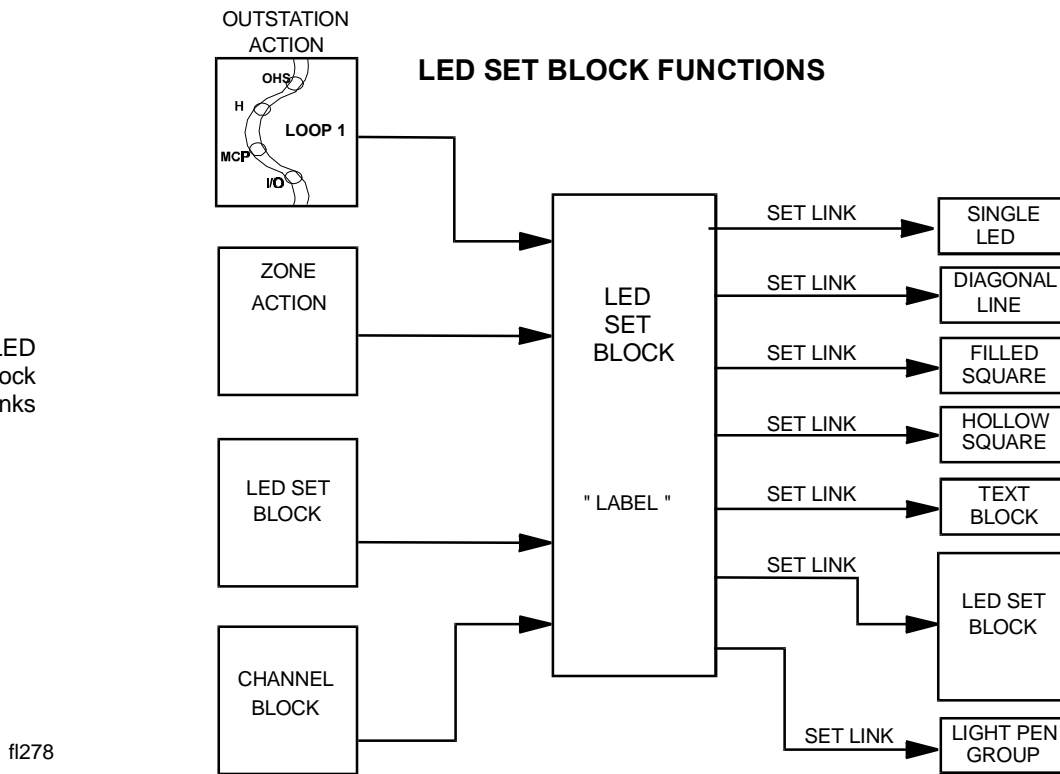 OUTSTATION
ACTION
LED SET BLOCK FUNCTIONS
OHS
H
LOOP 1
MCP
I/O
ZONE
ACTION
LED SET
BLOCK
CHANNEL
BLOCK
LED
SET
BLOCK
" LABEL "
SET LINK
SINGLE
LED
SET LINK
DIAGONAL
LINE
SET LINK
FILLED
SQUARE
SET LINK
HOLLOW
SQUARE
SET LINK
TEXT
BLOCK
SET LINK
LED SET
BLOCK
SET LINK
LIGHT PEN
GROUP
LED
ock
nks
fl278